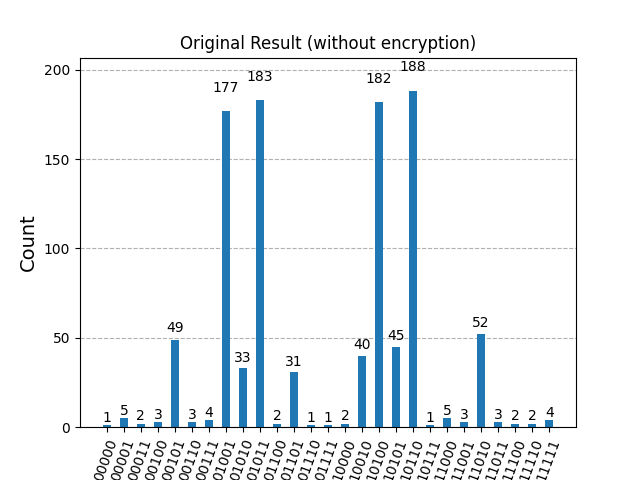 Original Result (without encryption)
Count
200
150
100
50
0
1 5 2 3 49 3 4 177 33 183 2 31 1 1 2 40 182 45 188 1 5 3 52 3 2 2 4
00000 00001 00011 00100 00101 00110 00111 01001 01010 01011 01100 01101 01110 01111 10000 10010 10100 10101 10110 10111 11000 11001 11010 11011 11100 11110 11111